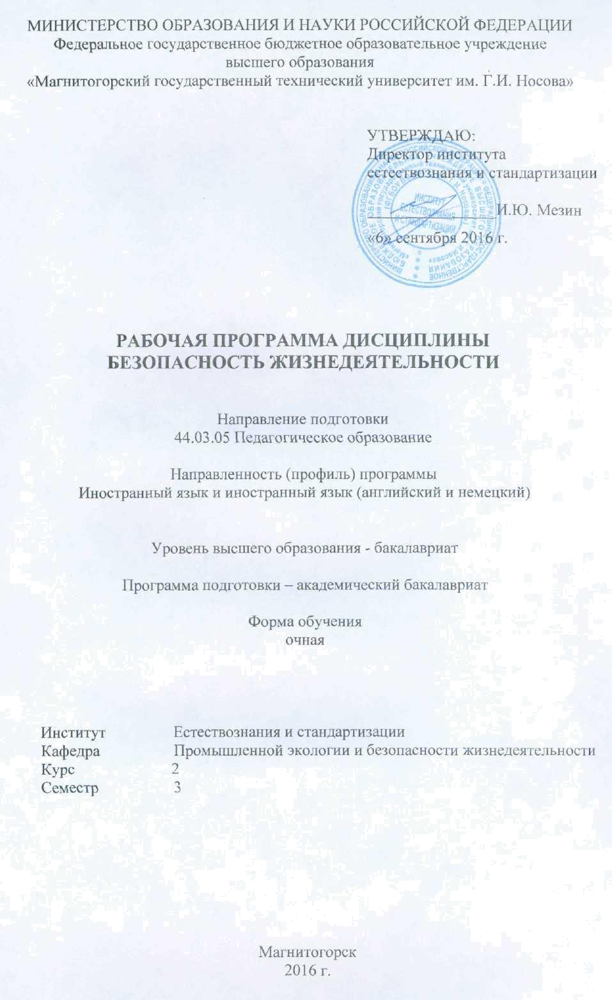 МИНИСТЕРСТВО ОБРАЗОВАНИЯ И НАУКИ РОССИЙСКОЙ ФЕДЕРАЦИИ
Федеральное государственное бюджетное образовательное учреждение
высшего образования
«Магнитогорский государственный технический университет им. Г.И. Носова»
УТВЕРЖДАЮ:
Директор института
естествознания и стандартизации
И.Ю. Мезин
«6» сентября 2016 г.
ИНСТИТУТ
ЕСТЕСТВОЗНАНИЯ
И СТАНДАРТИЗАЦИИ
РАБОЧАЯ ПРОГРАММА ДИСЦИПЛИНЫ
БЕЗОПАСНОСТЬ ЖИЗНЕДЕЯТЕЛЬНОСТИ
Направление подготовки
44.03.05 Педагогическое образование
Направленность (профиль) программы
Иностранный язык и иностранный язык (английский и немецкий)
Уровень высшего образования - бакалавриат
Программа подготовки – академический бакалавриат
Форма обучения
очная
Институт Естествознания и стандартизации
Кафедра Промышленной экологии и безопасности жизнедеятельности
Курс 2
Семестр 3
Магнитогорск
2016 г.